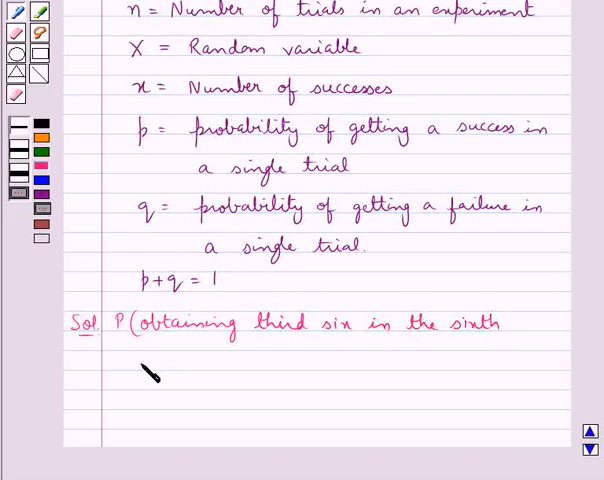 n = Number of trials in an experiment
X = Random variable
x = Number of successes
p = probability of getting a success in
a single trial
q = probability of getting a failure in
a single trial.
p+q = 1
Sol. P(obtaining third six in the sixth